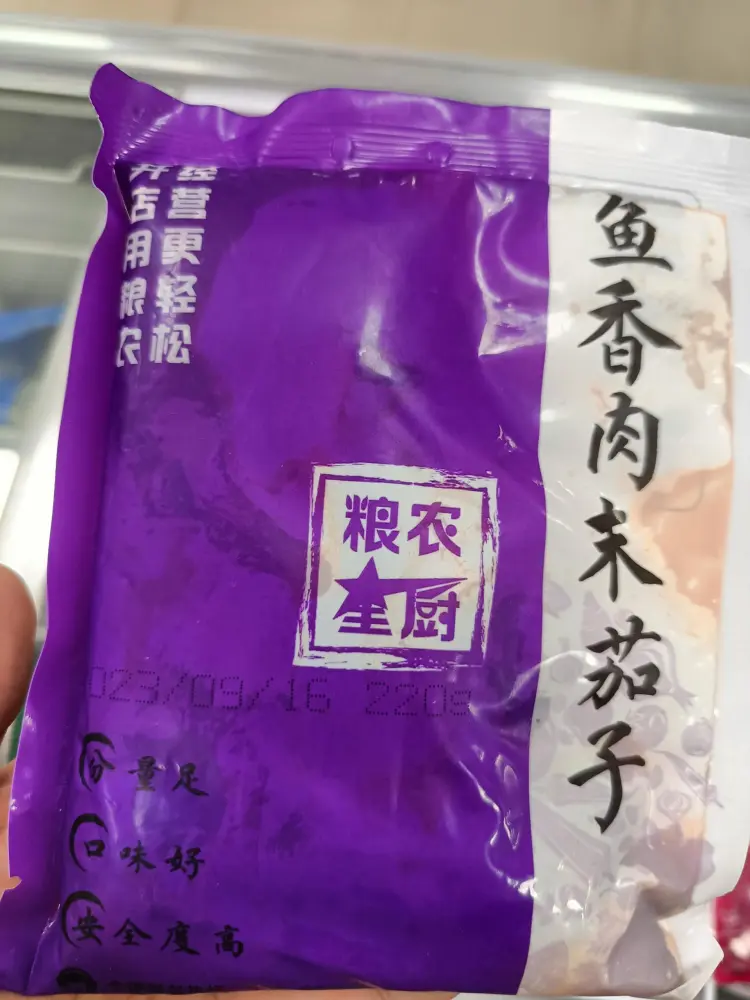 开店用粮农
经营更轻松
鱼香肉末茄子
粮农
星厨
023/09/16 220g
分量足
口味好
安全度高